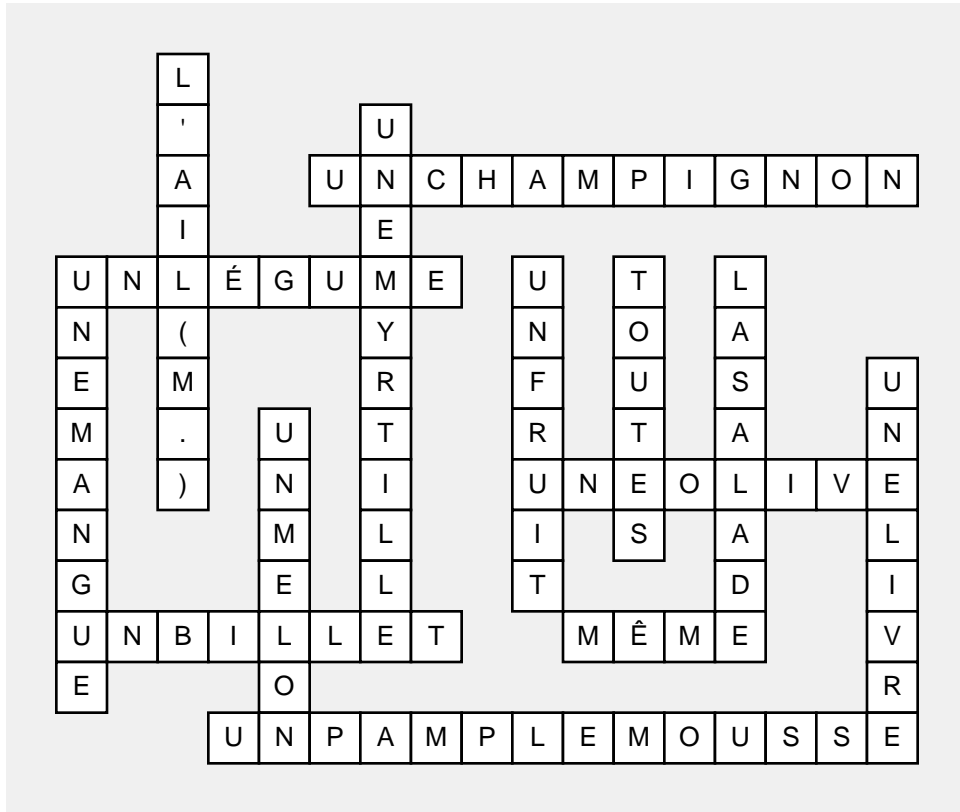 L'AIL(M.)
UNEMYRTILLE
UNCHAMPIGNON
UNLÉGUME
UNEMANGUE
UNFRUIT
TOUTES
LASALADE
UNELIVRE
UNMELON
UNEOLIVE
UNBILLET
MÊME
UNPAMPLEMOUSSE